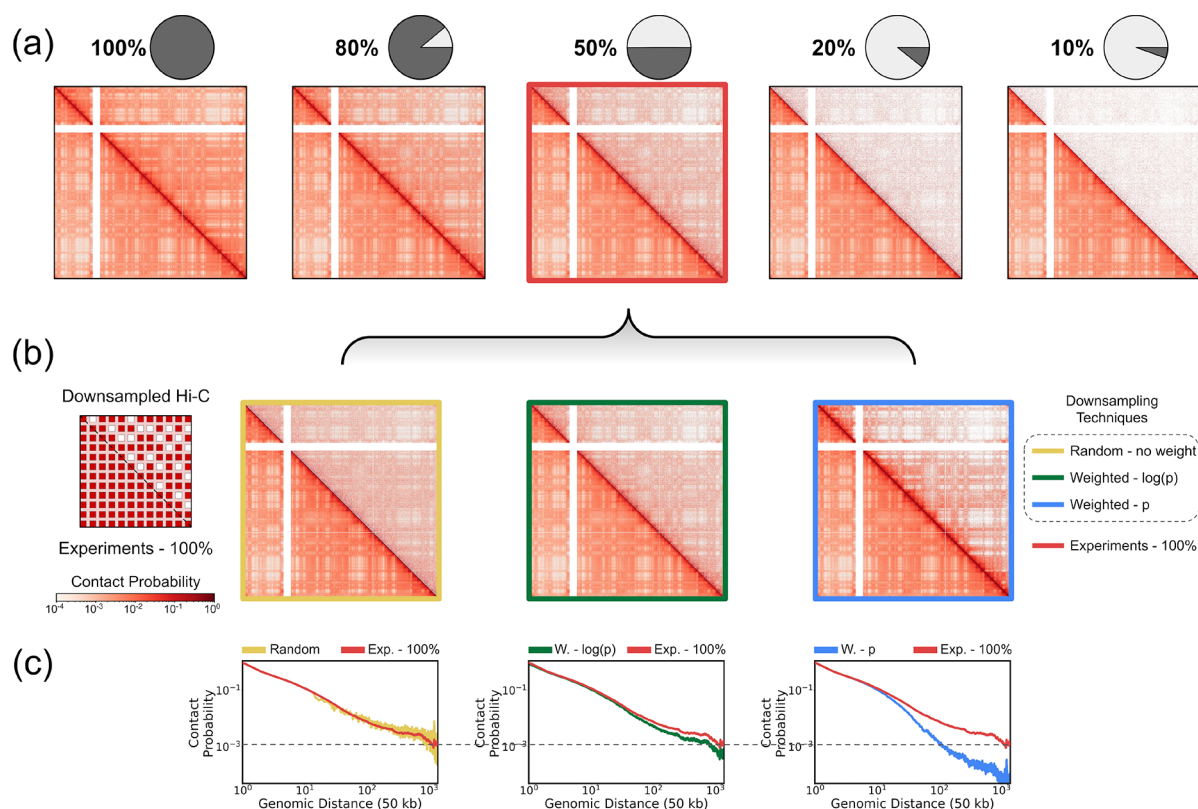 (a)
100%
80%
50%
20%
10%
(b)
Downsampled Hi-C
Experiments - 100%
Contact Probability
10⁻⁴ 10⁻³ 10⁻² 10⁻¹ 10⁰
Downsampling
Techniques
Random - no weight
Weighted - log(p)
Weighted - p
Experiments - 100%
(c)
Random Exp. - 100%
W. - log(p) Exp. - 100%
W. - p Exp. - 100%
Contact
Probability
10⁻¹
10⁻³
10⁰ 10¹ 10² 10³
Genomic Distance (50 kb)
Contact
Probability
10⁻¹
10⁻³
10⁰ 10¹ 10² 10³
Genomic Distance (50 kb)
Contact
Probability
10⁻¹
10⁻³
10⁰ 10¹ 10² 10³
Genomic Distance (50 kb)